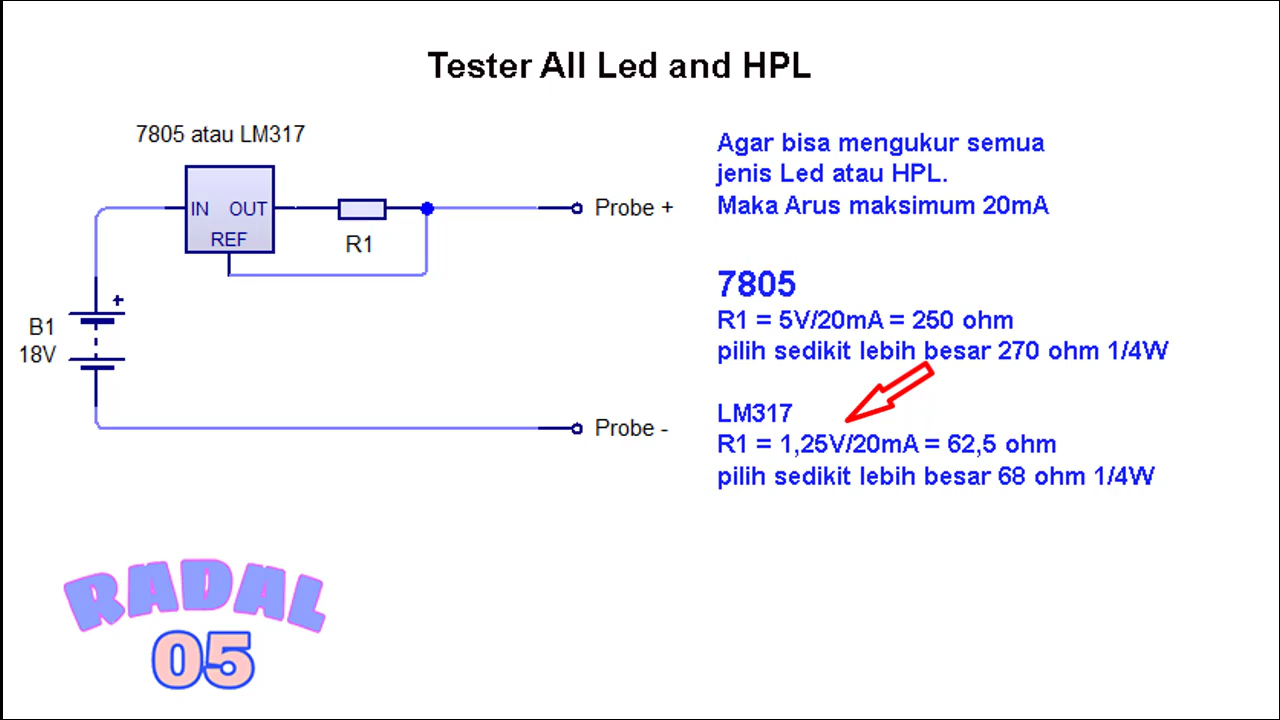 Tester All Led and HPL
7805 atau LM317
IN OUT
REF
R1
Probe +
+
B1
18V
Probe -
Agar bisa mengukur semua
jenis Led atau HPL.
Maka Arus maksimum 20mA
7805
R1 = 5V/20mA = 250 ohm
pilih sedikit lebih besar 270 ohm 1/4W
LM317
R1 = 1,25V/20mA = 62,5 ohm
pilih sedikit lebih besar 68 ohm 1/4W
RADAL
05